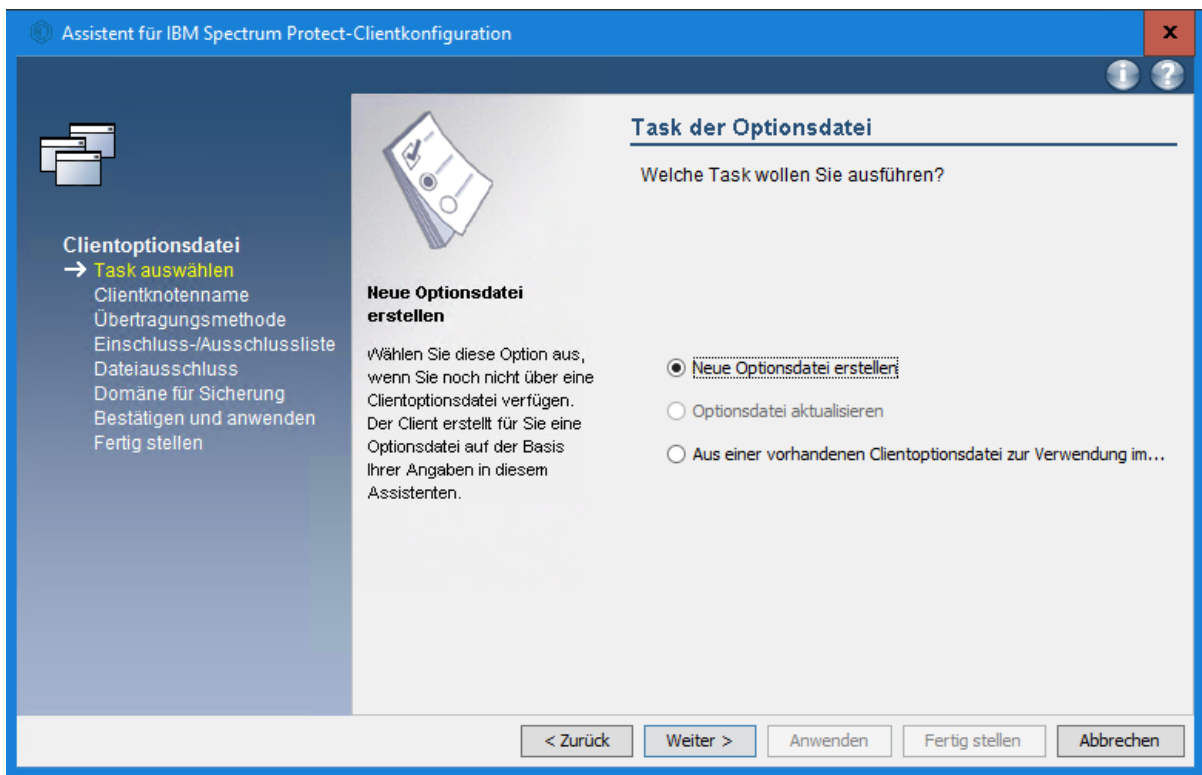 Assistent für IBM Spectrum Protect-Clientkonfiguration
x
i ?
Clientoptionsdatei
→ Task auswählen
Clientknotenname
Übertragungsmethode
Einschluss-/Ausschlussliste
Dateiausschluss
Domäne für Sicherung
Bestätigen und anwenden
Fertig stellen
Neue Optionsdatei
erstellen
Wählen Sie diese Option aus,
wenn Sie noch nicht über eine
Clientoptionsdatei verfügen.
Der Client erstellt für Sie eine
Optionsdatei auf der Basis
Ihrer Angaben in diesem
Assistenten.
Task der Optionsdatei
Welche Task wollen Sie ausführen?
Neue Optionsdatei erstellen
Optionsdatei aktualisieren
Aus einer vorhandenen Clientoptionsdatei zur Verwendung im...
< Zurück Weiter > Anwenden Fertig stellen Abbrechen